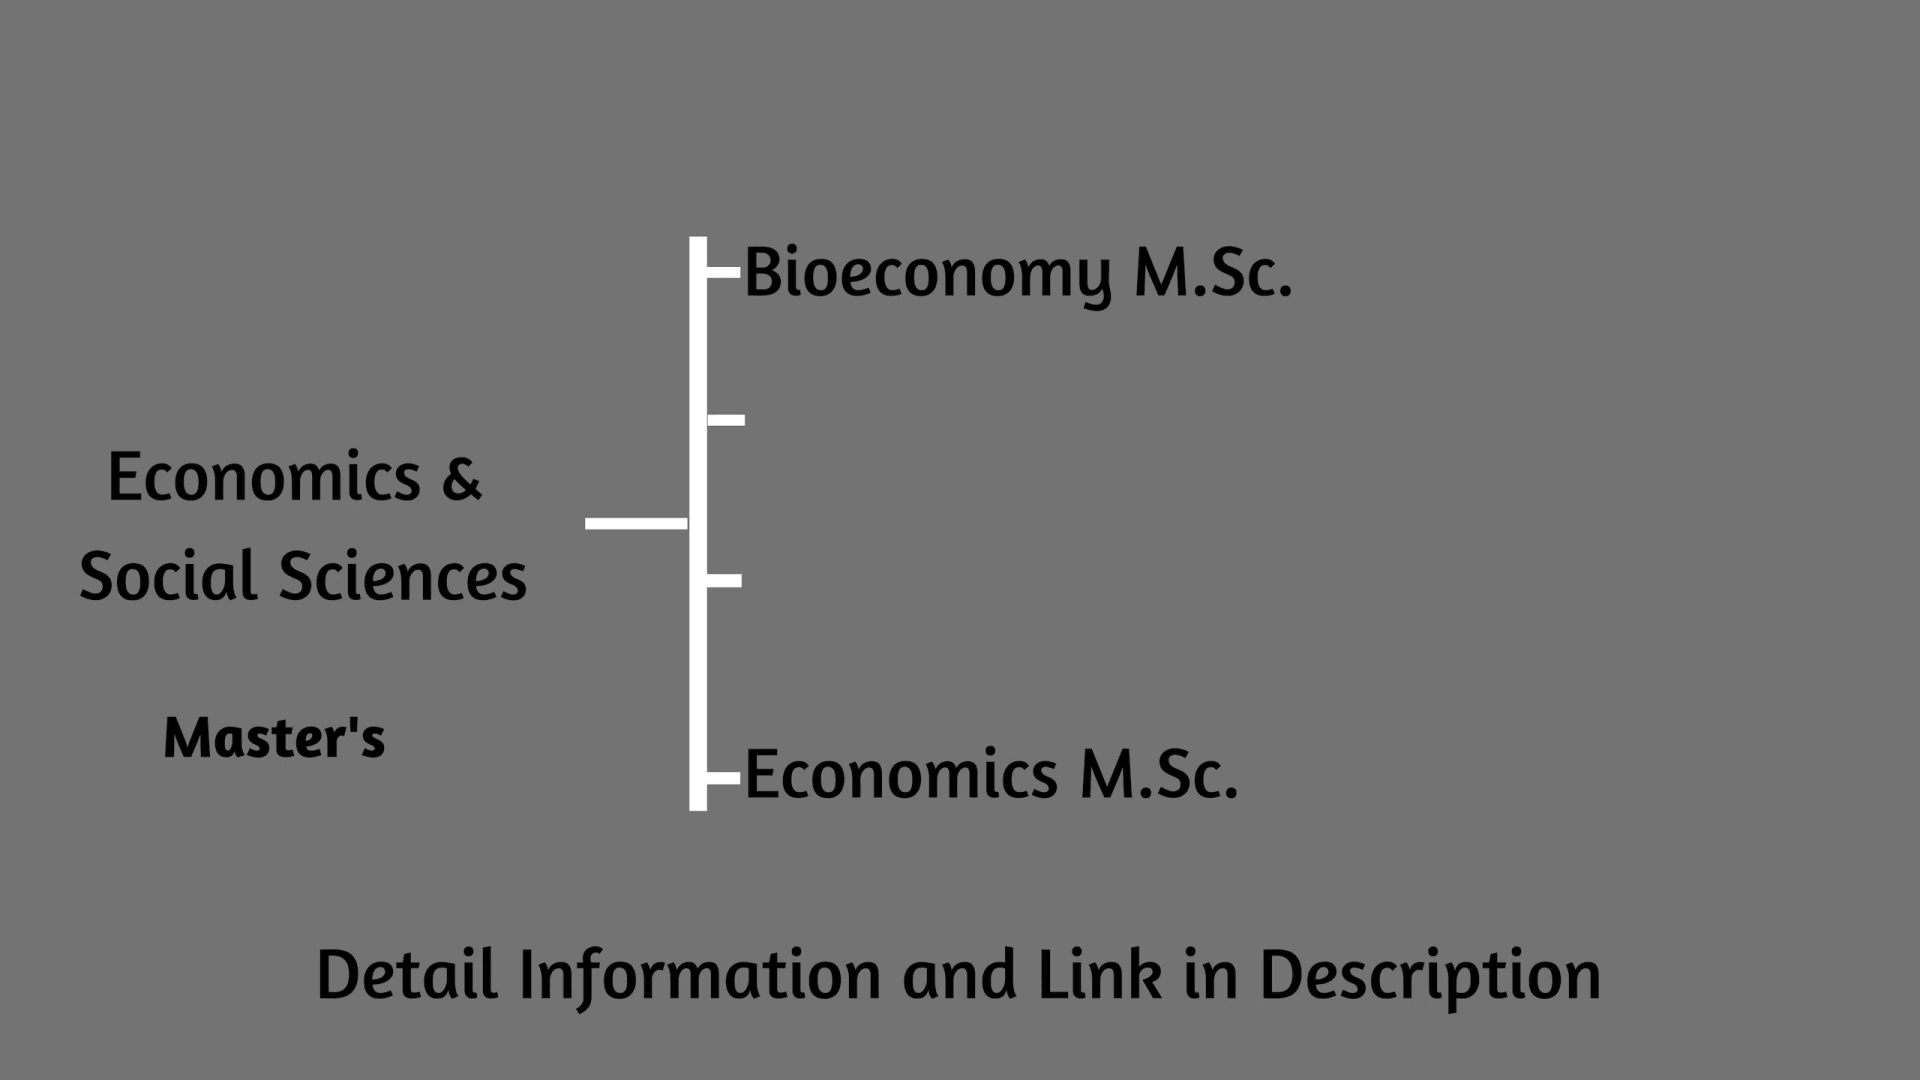 Bioeconomy M.Sc.
Economics &
Social Sciences
Master's
Economics M.Sc.
Detail Information and Link in Description